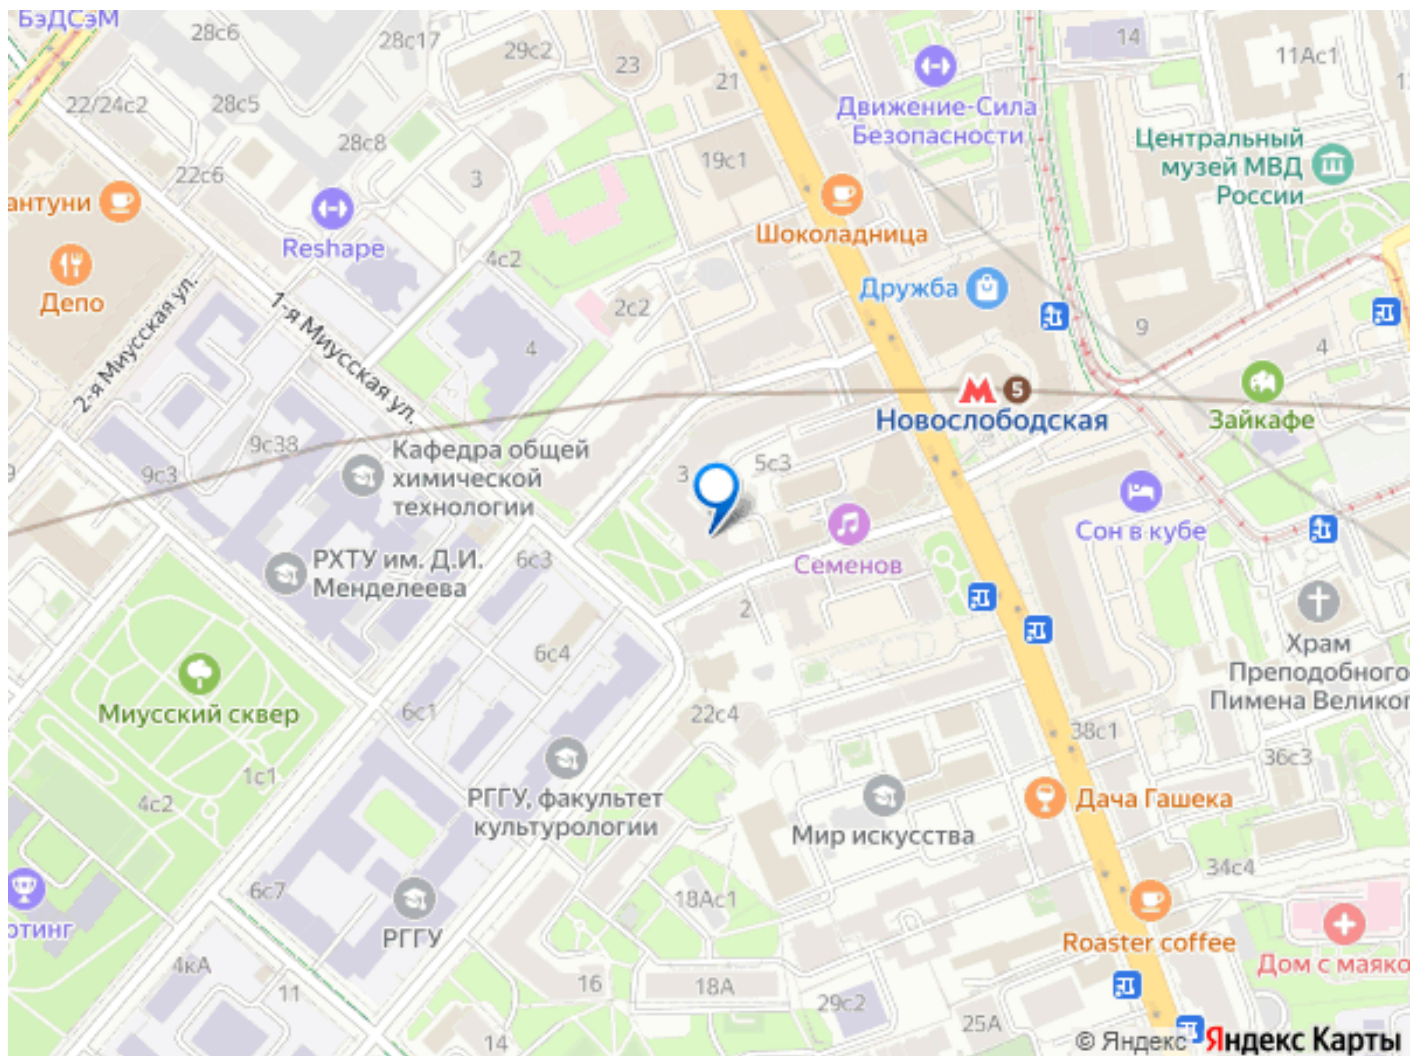 БэДСэМ
28с6
28с17
29с2
23
21
14
11Ас1
22/24с2
28с5
28с8
22с6
3
19с1
Движение-Сила
Безопасности
Центральный
музей МВД
России
антуни
Reshape
Шоколадница
Депо
4с2
2с2
Дружба
9
4
2-я Миусская ул.
1-я Миусская ул.
4
5
Новослободская
Зайкафе
9с38
9с3
Кафедра общей
химической
технологии
3
5с3
Сон в кубе
Семенов
РХТУ им. Д.И.
Менделеева
6с3
2
6с4
Храм
Преподобного
Пимена Великог
Миусский сквер
6с1
22с4
38с1
36с3
1с1
4с2
РГГУ, факультет
культурологии
Мир искусства
Дача Гашека
34с4
6с7
18Ас1
отинг
РГГУ
Roaster coffee
Дом с маяко
4кА
11
16
18А
29с2
25А
14
© Яндекс
Яндекс Карты